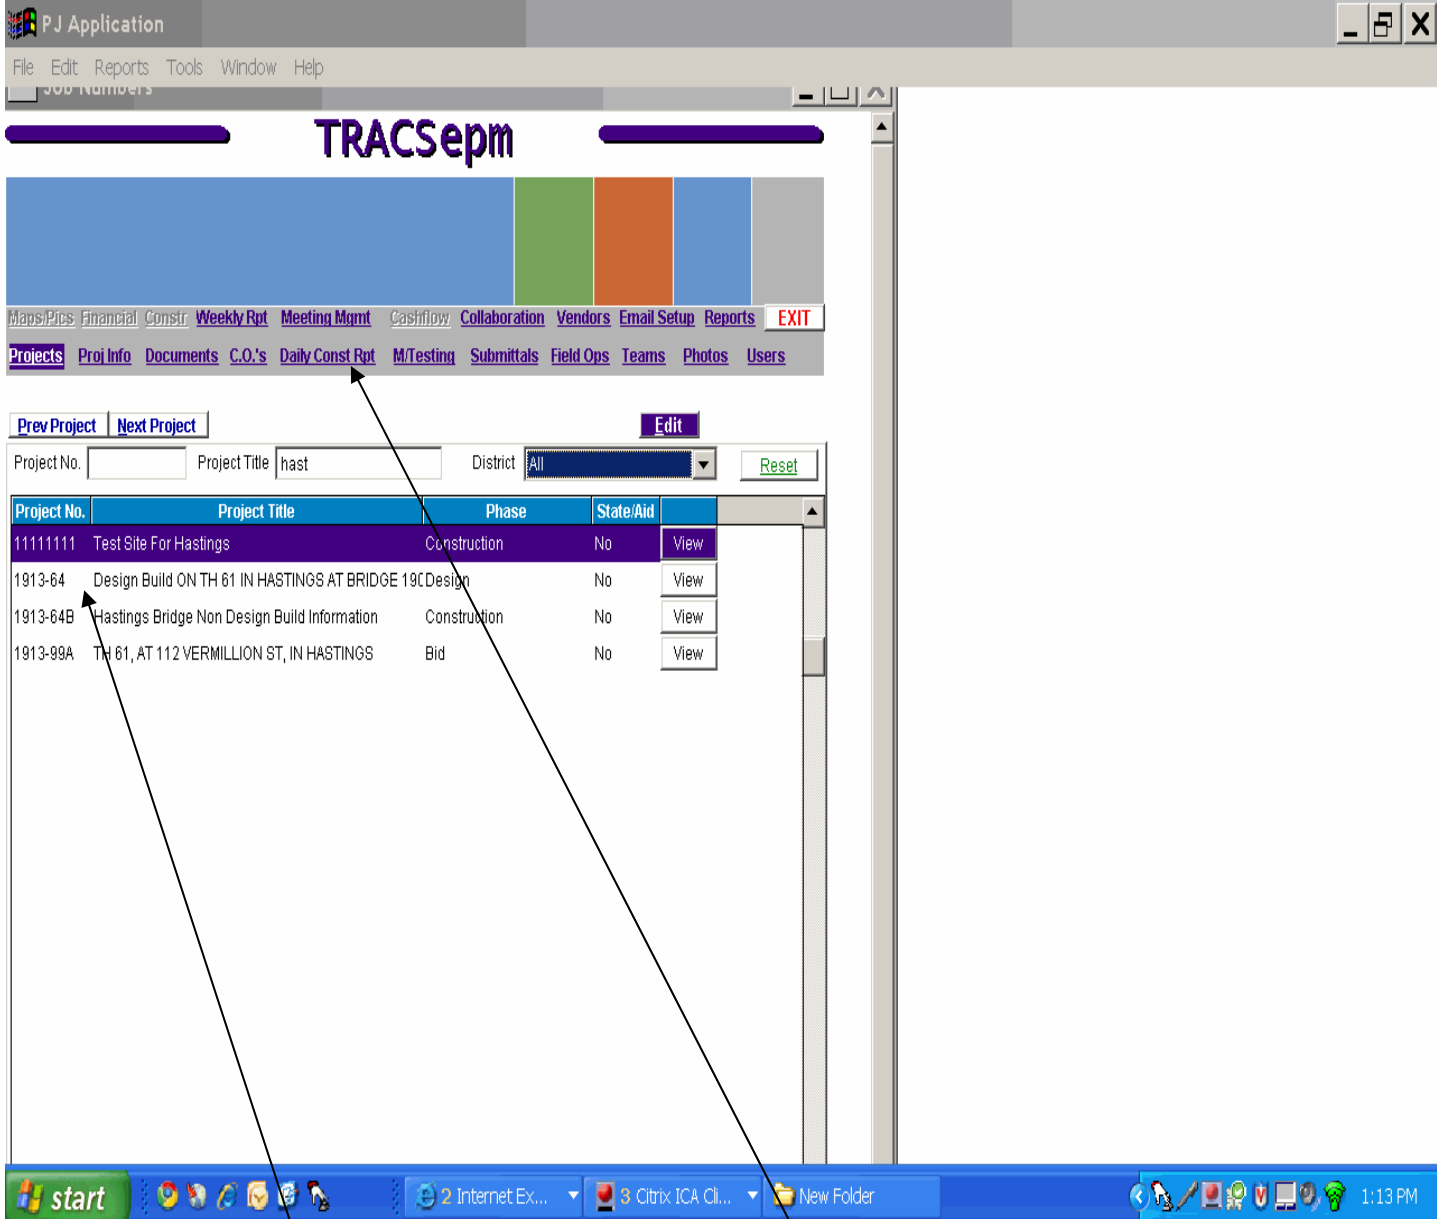 PJ Application
File Edit Reports Tools Window Help
Job Numbers
TRACSepm
Maps/Pics Financial Constr Weekly Rpt Meeting Mgmt Cashflow Collaboration Vendors Email Setup Reports EXIT
Projects Proj Info Documents C.O.'s Daily Const Rpt M/Testing Submittals Field Ops Teams Photos Users
Prev Project Next Project Edit
Project No. Project Title hast District All Reset
Project No. Project Title Phase State/Aid
11111111 Test Site For Hastings Construction No View
1913-64 Design Build ON TH 61 IN HASTINGS AT BRIDGE 190 Design No View
1913-64B Hastings Bridge Non Design Build Information Construction No View
1913-99A TH 61, AT 112 VERMILLION ST, IN HASTINGS Bid No View
start 2 Internet Ex... 3 Citrix ICA Cli... New Folder 1:13 PM